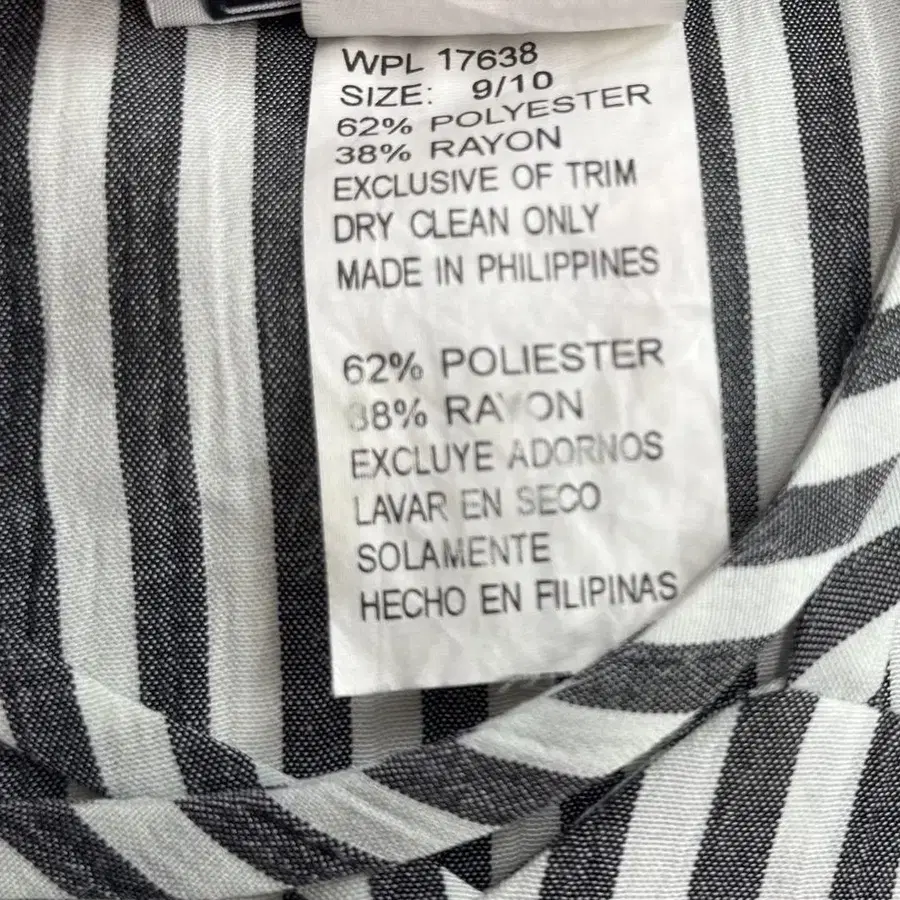 WPL 17638
SIZE: 9/10
62% POLYESTER
38% RAYON
EXCLUSIVE OF TRIM
DRY CLEAN ONLY
MADE IN PHILIPPINES
62% POLIESTER
38% RAYON
EXCLUYE ADORNOS
LAVAR EN SECO
SOLAMENTE
HECHO EN FILIPINAS